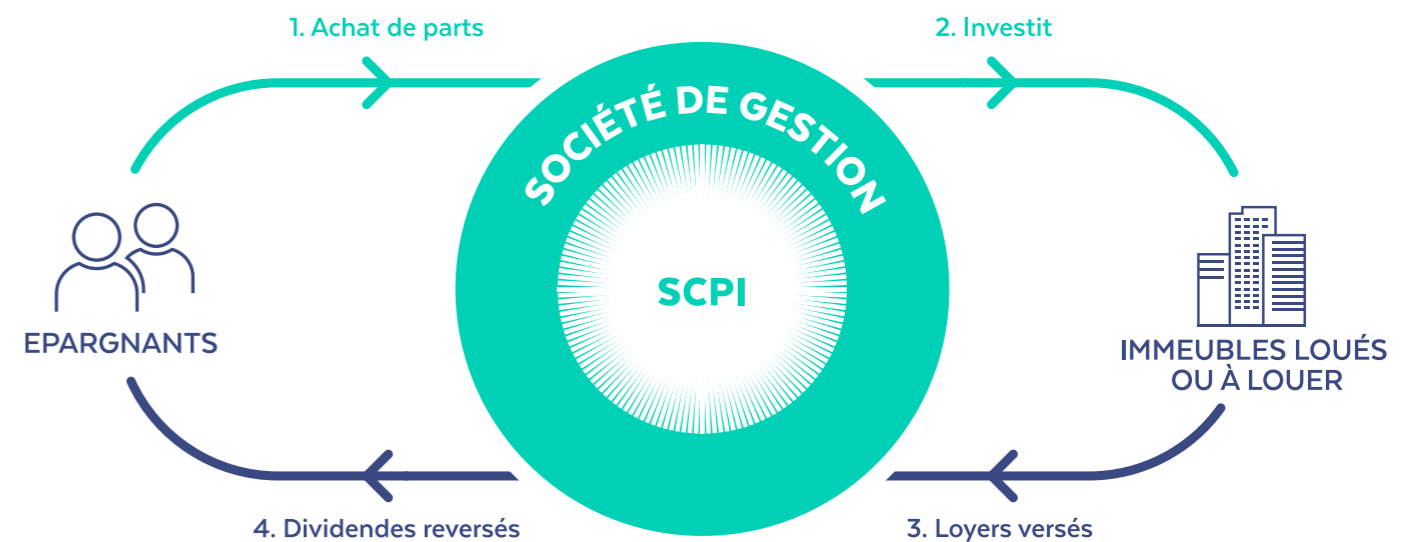 1. Achat de parts
2. Investit
SOCIÉTÉ DE GESTION
SCPI
EPARGNANTS
IMMEUBLES LOUÉS
OU À LOUER
4. Dividendes reversés
3. Loyers versés